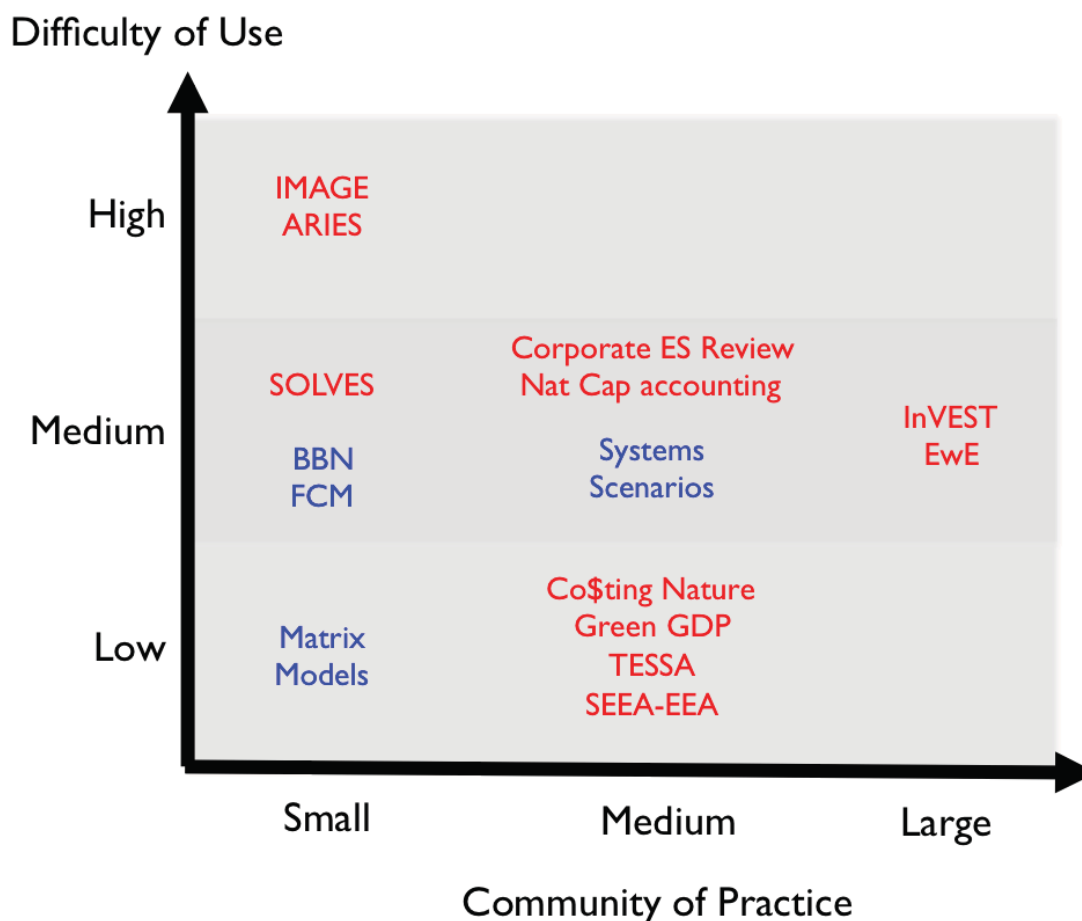 Difficulty of Use
High
IMAGE
ARIES
Medium
SOLVES
BBN
FCM
Corporate ES Review
Nat Cap accounting
Systems
Scenarios
InVEST
EwE
Low
Matrix
Models
Co$ting Nature
Green GDP
TESSA
SEEA-EEA
Small
Medium
Large
Community of Practice